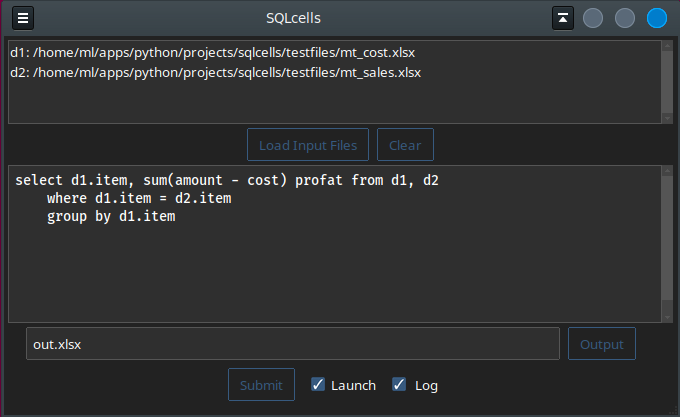 SQLcells
d1: /home/ml/apps/python/projects/sqlcells/testfiles/mt_cost.xlsx
d2: /home/ml/apps/python/projects/sqlcells/testfiles/mt_sales.xlsx
Load Input Files Clear
select d1.item, sum(amount - cost) profat from d1, d2
where d1.item = d2.item
group by d1.item
out.xlsx Output
Submit Launch Log